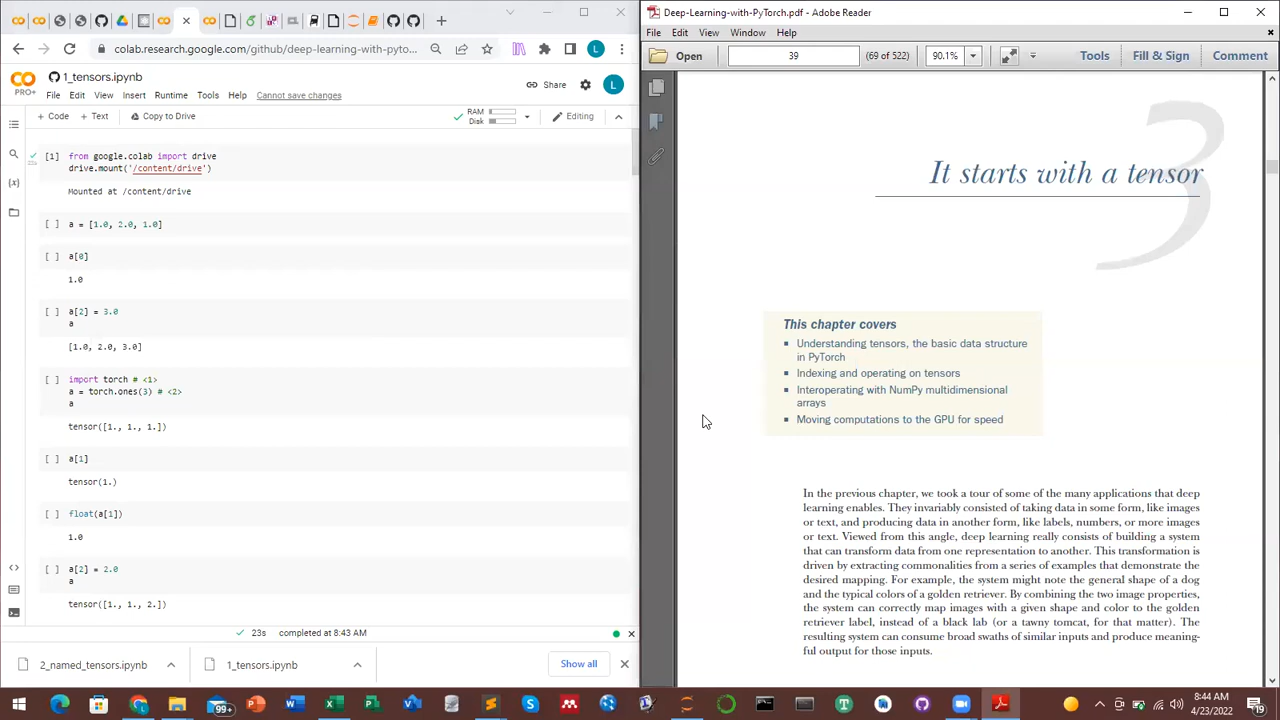 colab.research.google.com/github/deep-learning-with-pyto...
L
1_tensors.ipynb
PRO+
File Edit View Insert Runtime Tools Help Cannot save changes
Share
L
+ Code + Text Copy to Drive
RAM
Disk
Editing
[1] from google.colab import drive
drive.mount('/content/drive')
Mounted at /content/drive
[ ] a = [1.0, 2.0, 1.0]
[ ] a[0]
1.0
[ ] a[2] = 3.0
a
[1.0, 2.0, 3.0]
[ ] import torch # <1>
a = torch.ones(3) # <2>
a
tensor([1., 1., 1.])
[ ] a[1]
tensor(1.)
[ ] float(a[1])
1.0
[ ] a[2] = 2.0
a
tensor([1., 1., 2.])
23s completed at 8:43 AM
2_named_tensors.ipynb
1_tensors.ipynb
Show all
Deep-Learning-with-PyTorch.pdf - Adobe Reader
File Edit View Window Help
Open 39 (69 of 522) 90.1% Tools Fill & Sign Comment
3
It starts with a tensor
This chapter covers
▪ Understanding tensors, the basic data structure
in PyTorch
▪ Indexing and operating on tensors
▪ Interoperating with NumPy multidimensional
arrays
▪ Moving computations to the GPU for speed
In the previous chapter, we took a tour of some of the many applications that deep
learning enables. They invariably consisted of taking data in some form, like images
or text, and producing data in another form, like labels, numbers, or more images
or text. Viewed from this angle, deep learning really consists of building a system
that can transform data from one representation to another. This transformation is
driven by extracting commonalities from a series of examples that demonstrate the
desired mapping. For example, the system might note the general shape of a dog
and the typical colors of a golden retriever. By combining the two image properties,
the system can correctly map images with a given shape and color to the golden
retriever label, instead of a black lab (or a tawny tomcat, for that matter). The
resulting system can consume broad swaths of similar inputs and produce meaning-
ful output for those inputs.
99+
8:44 AM
4/23/2022
19